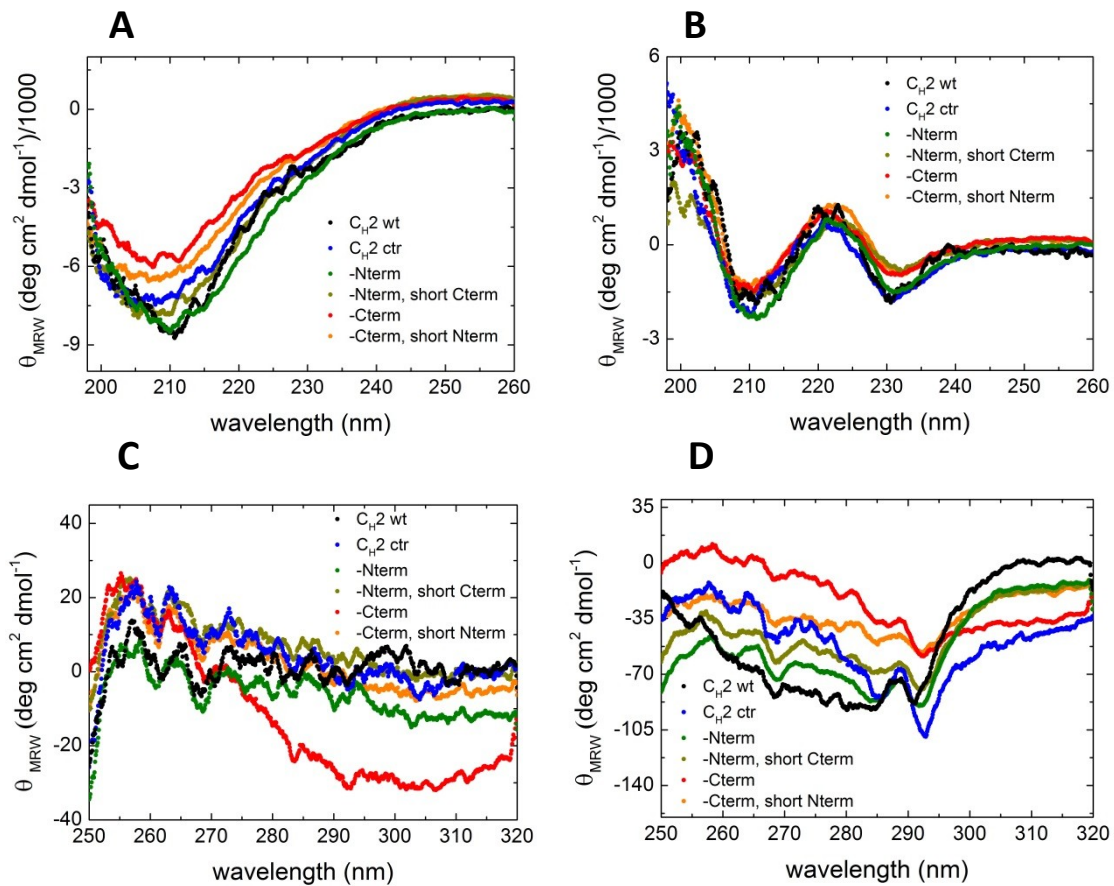 A
θMRW (deg cm² dmol⁻¹)/1000
0
-3
-6
-9
CH2 wt
CH2 ctr
-Nterm
-Nterm, short Cterm
-Cterm
-Cterm, short Nterm
200 210 220 230 240 250 260
wavelength (nm)
B
θMRW (deg cm² dmol⁻¹)/1000
6
3
0
-3
CH2 wt
CH2 ctr
-Nterm
-Nterm, short Cterm
-Cterm
-Cterm, short Nterm
200 210 220 230 240 250 260
wavelength (nm)
C
θ MRW (deg cm² dmol⁻¹)
40
20
0
-20
-40
CH2 wt
CH2 ctr
-Nterm
-Nterm, short Cterm
-Cterm
-Cterm, short Nterm
250 260 270 280 290 300 310 320
wavelength (nm)
D
θ MRW (deg cm² dmol⁻¹)
35
0
-35
-70
-105
-140
CH2 wt
CH2 ctr
-Nterm
-Nterm, short Cterm
-Cterm
-Cterm, short Nterm
250 260 270 280 290 300 310 320
wavelength (nm)